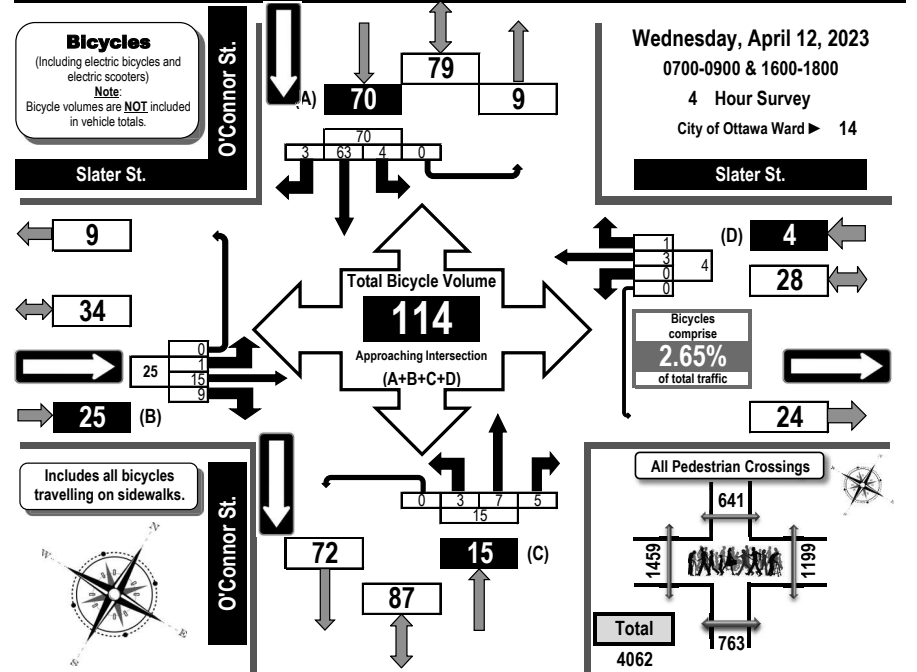 Bicycles
(Including electric bicycles and
electric scooters)
Note:
Bicycle volumes are NOT included
in vehicle totals.
O'Connor St.
Slater St.
(A)
70
79
9
70
3 63 4 0
Wednesday, April 12, 2023
0700-0900 & 1600-1800
4 Hour Survey
City of Ottawa Ward ► 14
Slater St.
9
34
25
0
1
15
9
25
(B)
Total Bicycle Volume
114
Approaching Intersection
(A+B+C+D)
1
3
0
0
4
(D)
4
28
Bicycles
comprise
2.65%
of total traffic
24
Includes all bicycles
travelling on sidewalks.
N
W
E
S
O'Connor St.
0 3 7 5
15
72
87
15
(C)
All Pedestrian Crossings
641
1459
1199
763
Total
4062